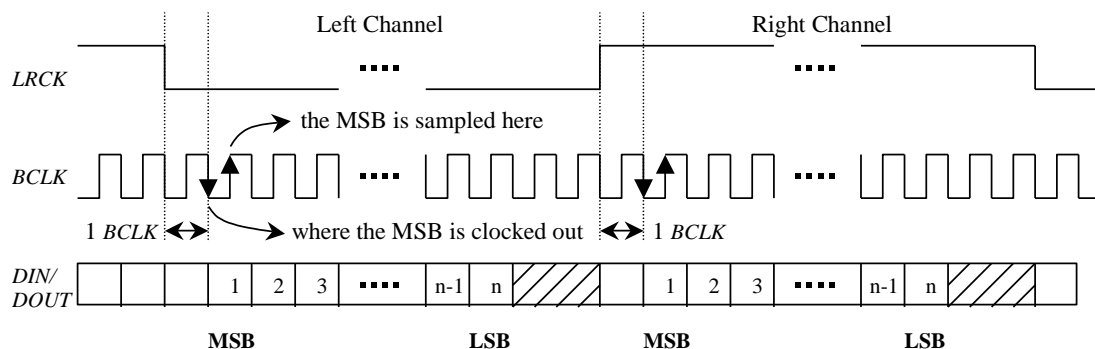 Left Channel Right Channel
LRCK
the MSB is sampled here
BCLK
1 BCLK where the MSB is clocked out 1 BCLK
DIN/
DOUT
1 2 3 n-1 n 1 2 3 n-1 n
MSB LSB MSB LSB